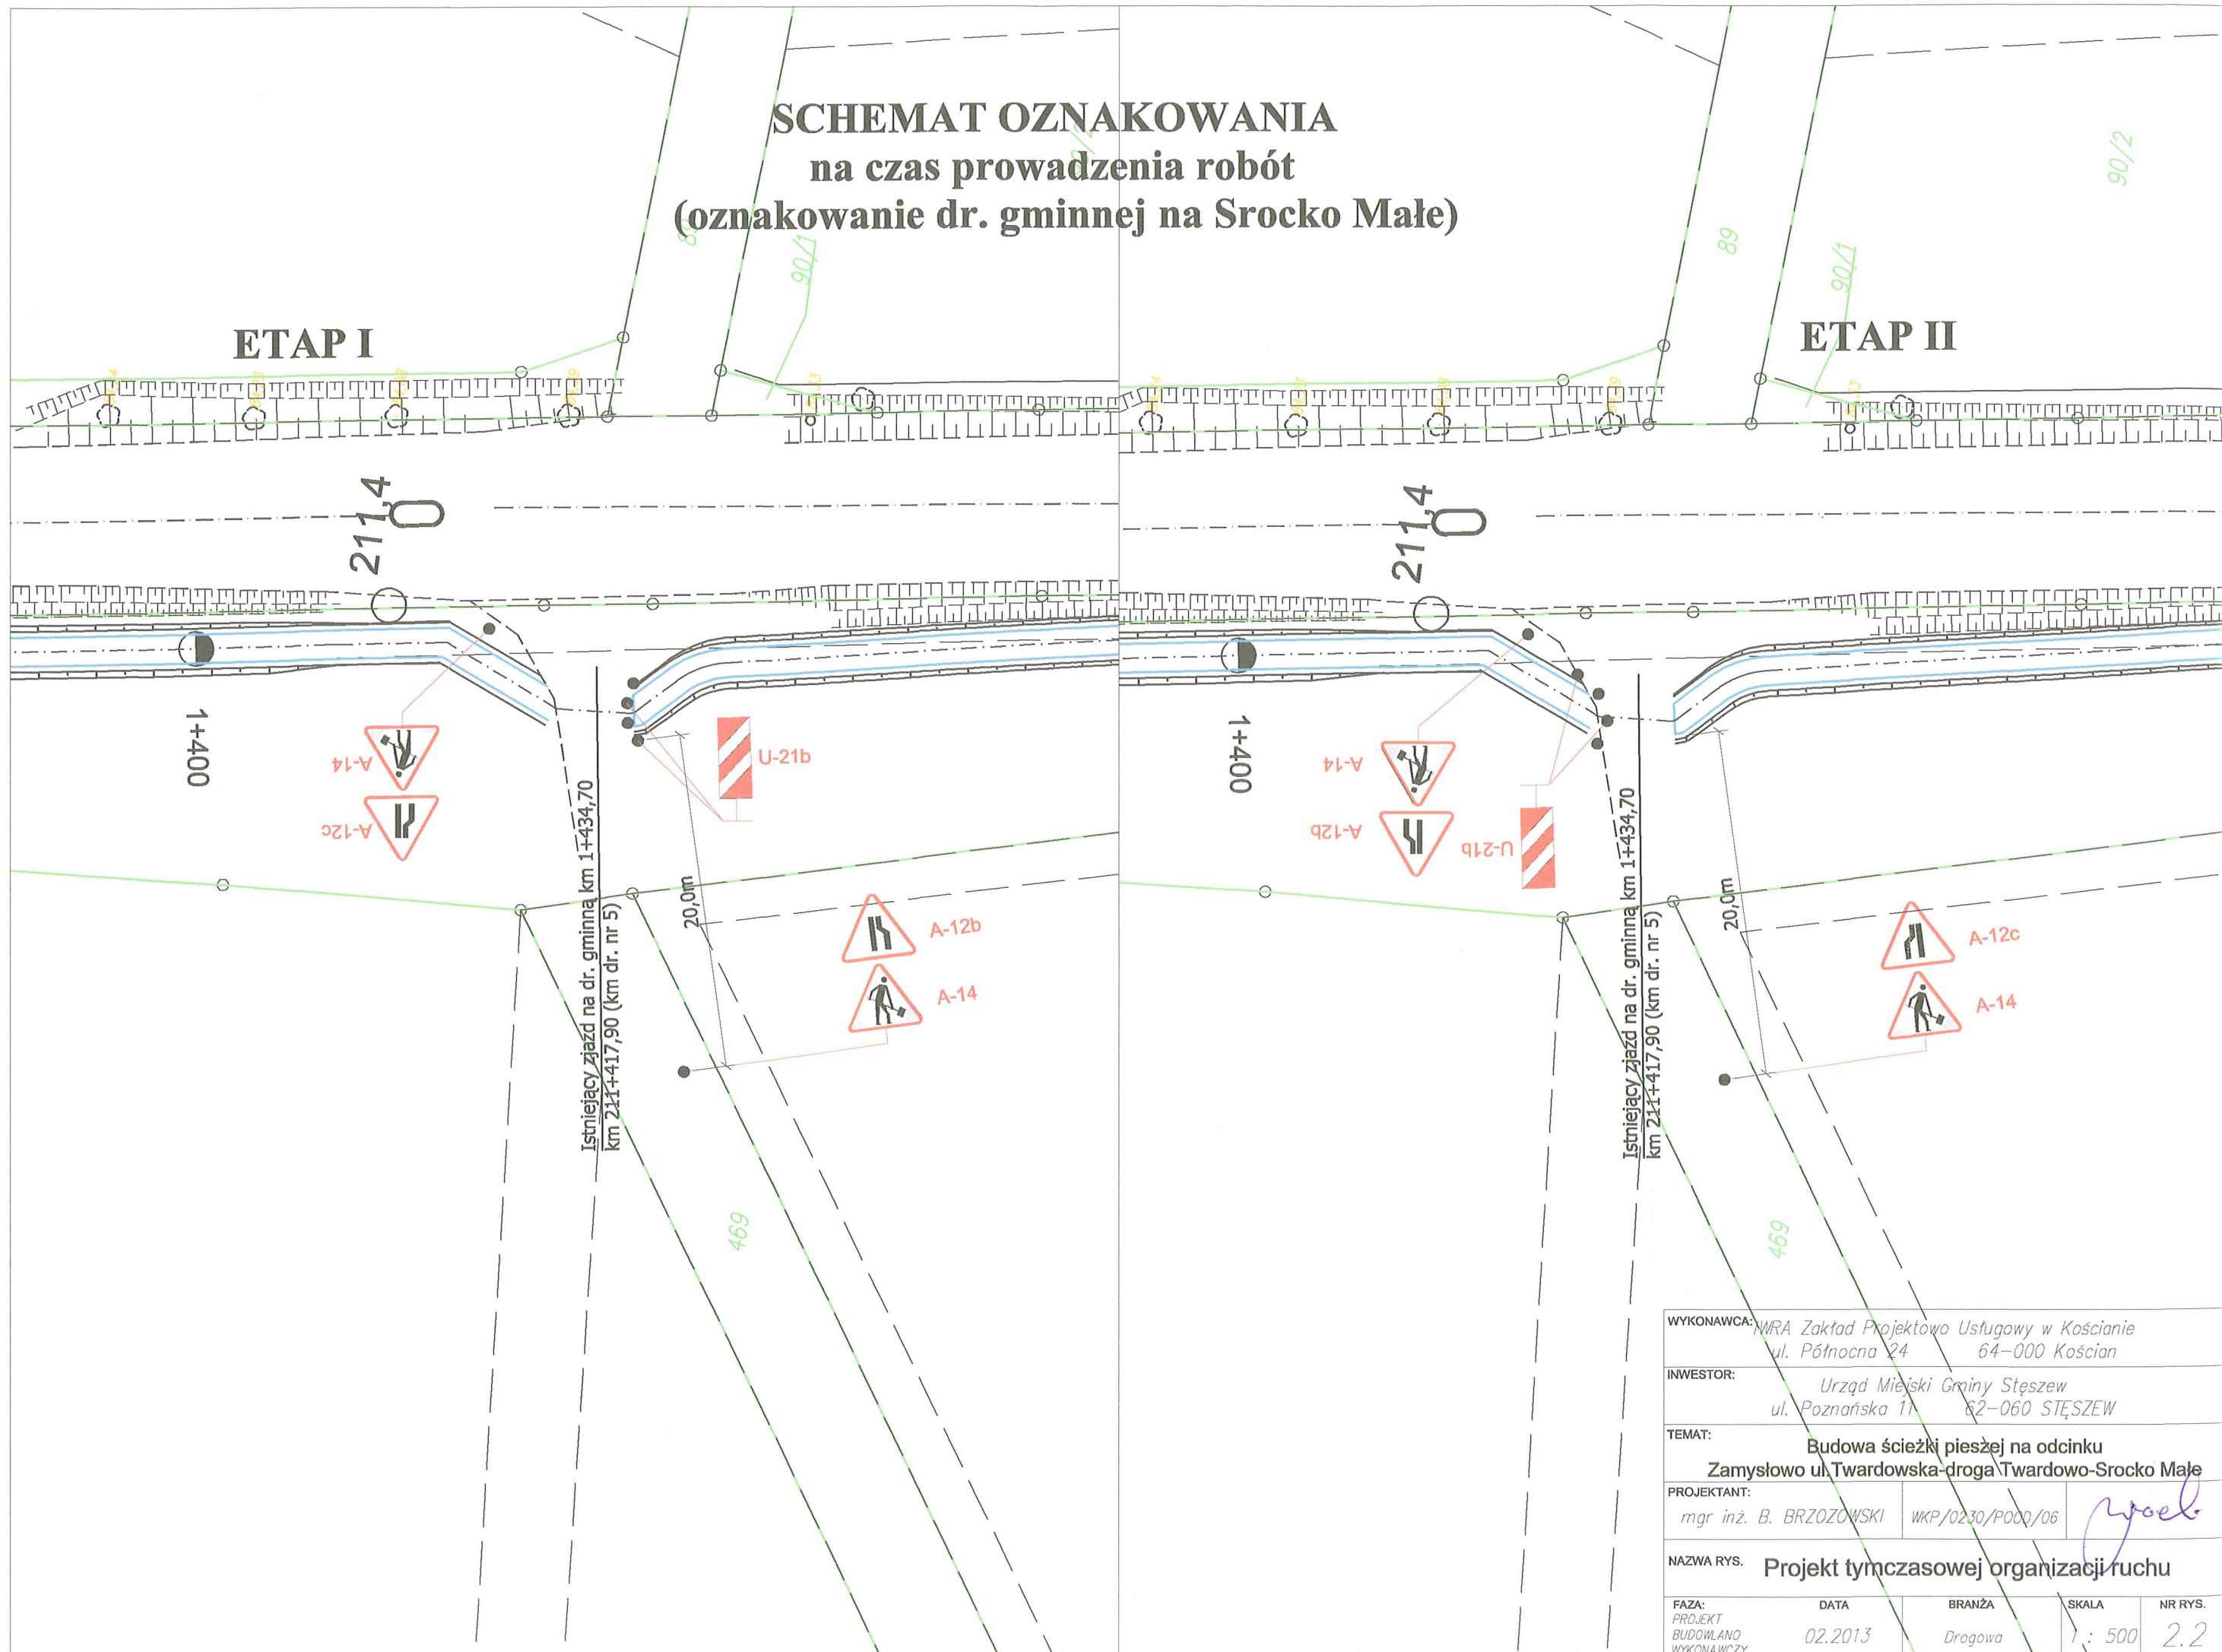 SCHEMAT OZNAKOWANIA
na czas prowadzenia robót
(oznakowanie dr. gminnej na Srocko Małe)
ETAP I
89
90/1
211,4
1+400
A-14
A-12c
U-21b
Istniejący zjazd na dr. gminną km 1+434,70
km 211+417,90 (km dr. nr 5)
20,0m
A-12b
A-14
469
ETAP II
89
90/1
90/2
211,4
1+400
A-14
A-12b
U-21b
Istniejący zjazd na dr. gminną km 1+434,70
km 211+417,90 (km dr. nr 5)
20,0m
A-12c
A-14
469
WYKONAWCA: IWRA Zakład Projektowo Usługowy w Kościanie
ul. Północna 24 64-000 Kościan
INWESTOR: Urząd Miejski Gminy Stęszew
ul. Poznańska 11 62-060 STĘSZEW
TEMAT: Budowa ścieżki pieszej na odcinku
Zamysłowo ul.Twardowska-droga Twardowo-Srocko Małe
PROJEKTANT:
mgr inż. B. BRZOZOWSKI WKP/0230/POOD/06
NAZWA RYS. Projekt tymczasowej organizacji ruchu
FAZA: DATA BRANŻA SKALA NR RYS.
PROJEKT
BUDOWLANO
WYKONAWCZY
02.2013 Drogowa 1 : 500 2.2